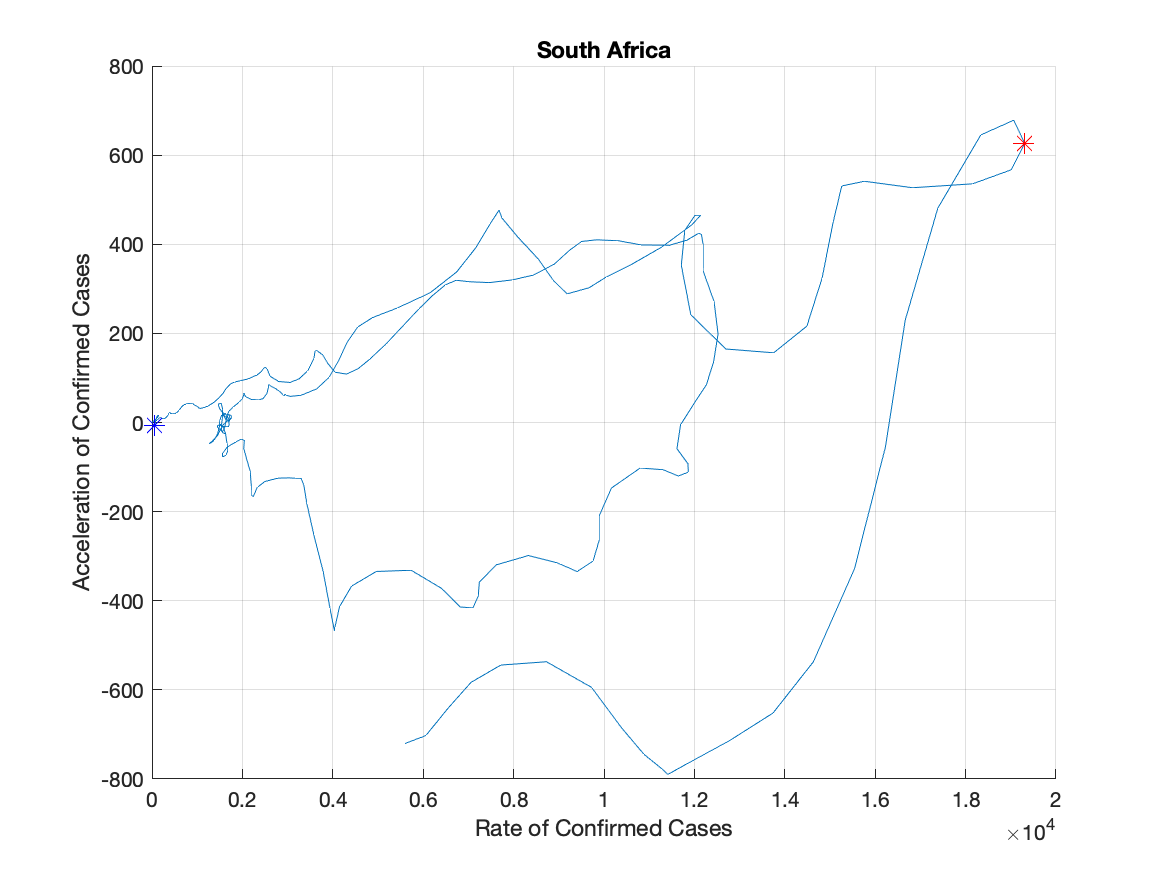 South Africa
800
600
400
200
0
-200
-400
-600
-800
Acceleration of Confirmed Cases
0 0.2 0.4 0.6 0.8 1 1.2 1.4 1.6 1.8 2
Rate of Confirmed Cases
×10⁴